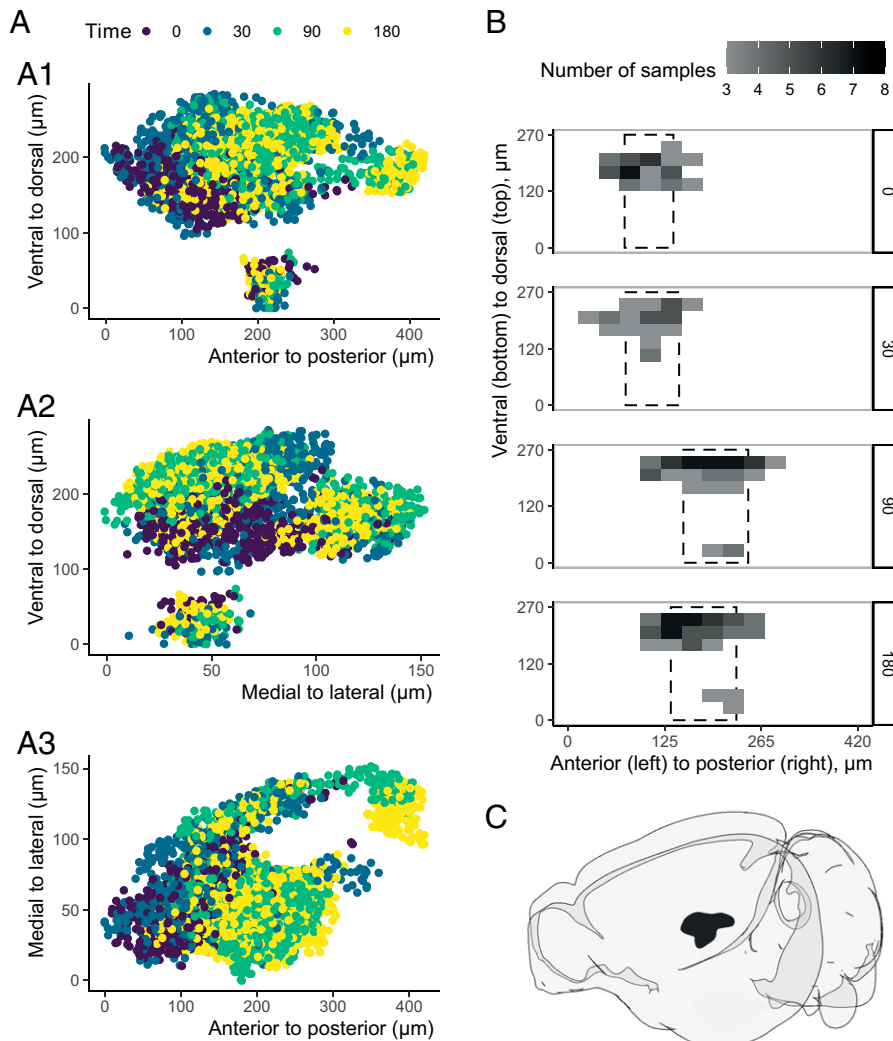 A
Time 0 30 90 180
A1
Ventral to dorsal (µm)
300
200
100
0
0 100 200 300 400
Anterior to posterior (µm)
A2
Ventral to dorsal (µm)
300
200
100
0
0 50 100 150
Medial to lateral (µm)
A3
Medial to lateral (µm)
150
100
50
0
0 100 200 300 400
Anterior to posterior (µm)
B
Number of samples
3 4 5 6 7 8
Ventral (bottom) to dorsal (top), µm
270
120
0
0
270
120
0
30
270
120
0
90
270
120
0
180
0 125 265 420
Anterior (left) to posterior (right), µm
C